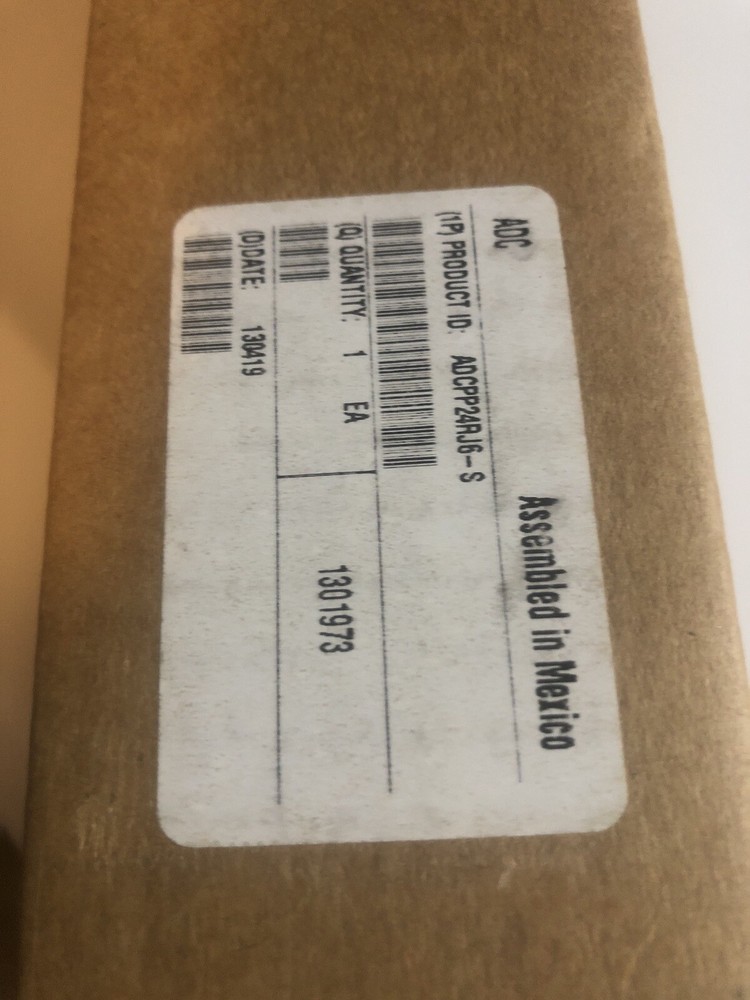 ADC
Assembled in Mexico
(1P) PRODUCT ID: ADCPP24RJ6-S
(Q) QUANTITY: 1 EA
1301973
(D)DATE: 130419